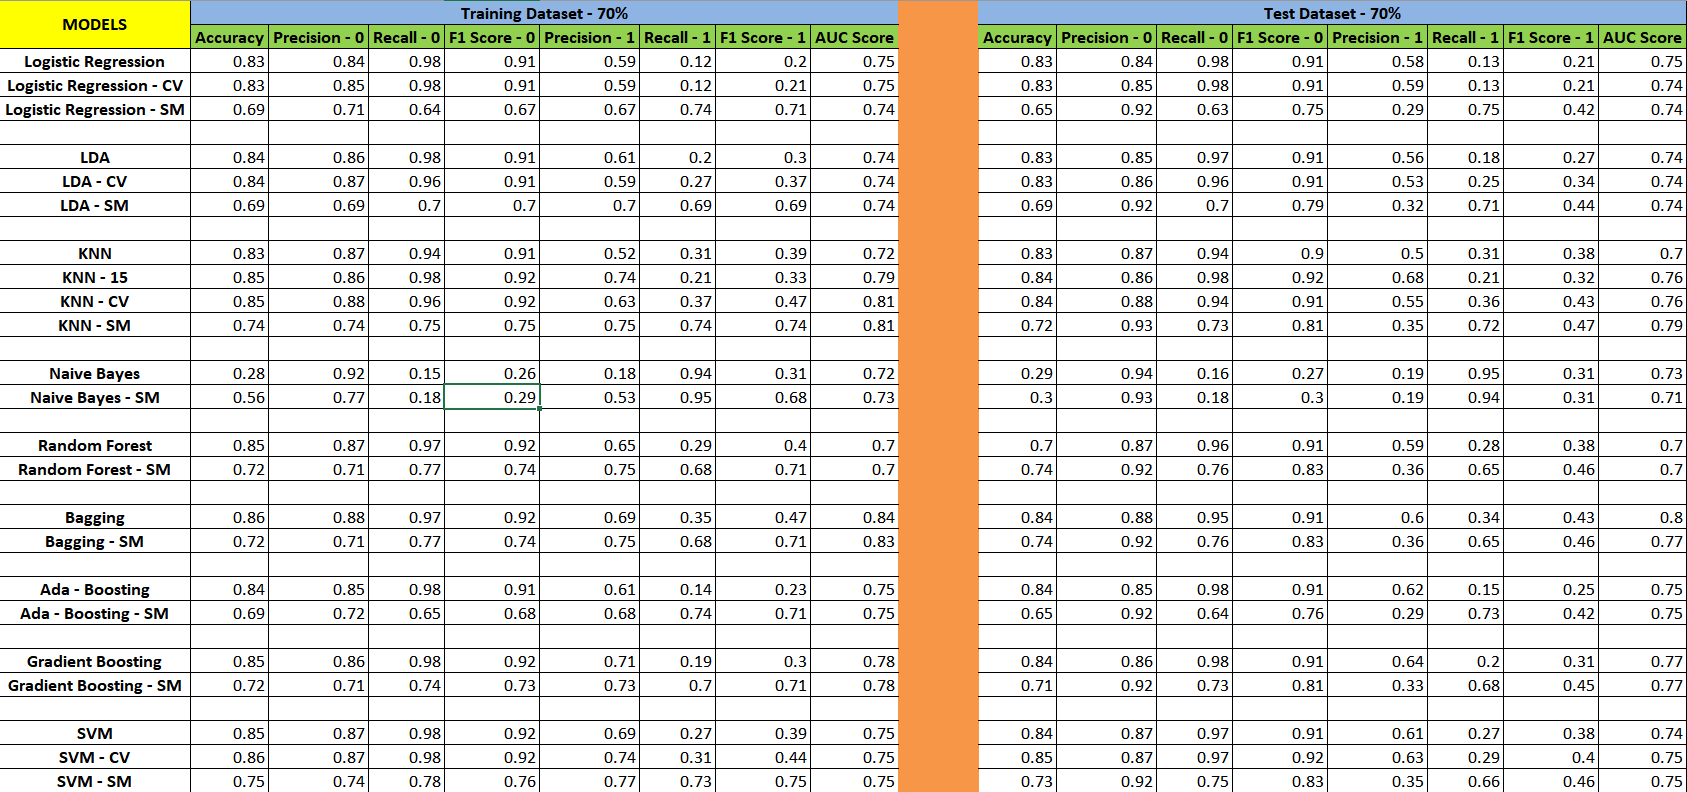 MODELS Training Dataset - 70% Test Dataset - 70%
Accuracy Precision - 0 Recall - 0 F1 Score - 0 Precision - 1 Recall - 1 F1 Score - 1 AUC Score Accuracy Precision - 0 Recall - 0 F1 Score - 0 Precision - 1 Recall - 1 F1 Score - 1 AUC Score
Logistic Regression 0.83 0.84 0.98 0.91 0.59 0.12 0.2 0.75 0.83 0.84 0.98 0.91 0.58 0.13 0.21 0.75
Logistic Regression - CV 0.83 0.85 0.98 0.91 0.59 0.12 0.21 0.75 0.83 0.85 0.98 0.91 0.59 0.13 0.21 0.74
Logistic Regression - SM 0.69 0.71 0.64 0.67 0.67 0.74 0.71 0.74 0.65 0.92 0.63 0.75 0.29 0.75 0.42 0.74
LDA 0.84 0.86 0.98 0.91 0.61 0.2 0.3 0.74 0.83 0.85 0.97 0.91 0.56 0.18 0.27 0.74
LDA - CV 0.84 0.87 0.96 0.91 0.59 0.27 0.37 0.74 0.83 0.86 0.96 0.91 0.53 0.25 0.34 0.74
LDA - SM 0.69 0.69 0.7 0.7 0.7 0.69 0.69 0.74 0.69 0.92 0.7 0.79 0.32 0.71 0.44 0.74
KNN 0.83 0.87 0.94 0.91 0.52 0.31 0.39 0.72 0.83 0.87 0.94 0.9 0.5 0.31 0.38 0.7
KNN - 15 0.85 0.86 0.98 0.92 0.74 0.21 0.33 0.79 0.84 0.86 0.98 0.92 0.68 0.21 0.32 0.76
KNN - CV 0.85 0.88 0.96 0.92 0.63 0.37 0.47 0.81 0.84 0.88 0.94 0.91 0.55 0.36 0.43 0.76
KNN - SM 0.74 0.74 0.75 0.75 0.75 0.74 0.74 0.81 0.72 0.93 0.73 0.81 0.35 0.72 0.47 0.79
Naive Bayes 0.28 0.92 0.15 0.26 0.18 0.94 0.31 0.72 0.29 0.94 0.16 0.27 0.19 0.95 0.31 0.73
Naive Bayes - SM 0.56 0.77 0.18 0.29 0.53 0.95 0.68 0.73 0.3 0.93 0.18 0.3 0.19 0.94 0.31 0.71
Random Forest 0.85 0.87 0.97 0.92 0.65 0.29 0.4 0.7 0.7 0.87 0.96 0.91 0.59 0.28 0.38 0.7
Random Forest - SM 0.72 0.71 0.77 0.74 0.75 0.68 0.71 0.7 0.74 0.92 0.76 0.83 0.36 0.65 0.46 0.7
Bagging 0.86 0.88 0.97 0.92 0.69 0.35 0.47 0.84 0.84 0.88 0.95 0.91 0.6 0.34 0.43 0.8
Bagging - SM 0.72 0.71 0.77 0.74 0.75 0.68 0.71 0.83 0.74 0.92 0.76 0.83 0.36 0.65 0.46 0.77
Ada - Boosting 0.84 0.85 0.98 0.91 0.61 0.14 0.23 0.75 0.84 0.85 0.98 0.91 0.62 0.15 0.25 0.75
Ada - Boosting - SM 0.69 0.72 0.65 0.68 0.68 0.74 0.71 0.75 0.65 0.92 0.64 0.76 0.29 0.73 0.42 0.75
Gradient Boosting 0.85 0.86 0.98 0.92 0.71 0.19 0.3 0.78 0.84 0.86 0.98 0.91 0.64 0.2 0.31 0.77
Gradient Boosting - SM 0.72 0.71 0.74 0.73 0.73 0.7 0.71 0.78 0.71 0.92 0.73 0.81 0.33 0.68 0.45 0.77
SVM 0.85 0.87 0.98 0.92 0.69 0.27 0.39 0.75 0.84 0.87 0.97 0.91 0.61 0.27 0.38 0.74
SVM - CV 0.86 0.87 0.98 0.92 0.74 0.31 0.44 0.75 0.85 0.87 0.97 0.92 0.63 0.29 0.4 0.75
SVM - SM 0.75 0.74 0.78 0.76 0.77 0.73 0.75 0.75 0.73 0.92 0.75 0.83 0.35 0.66 0.46 0.75